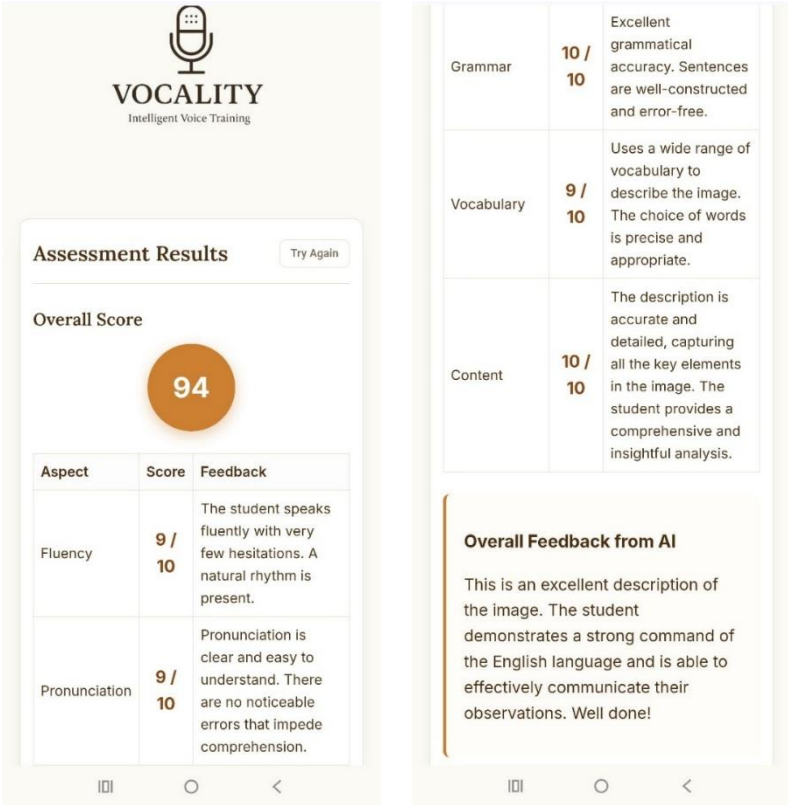 VOCALITY
Intelligent Voice Training
Assessment Results
Try Again
Overall Score
94
Aspect Score Feedback
Fluency
9 /
10
The student speaks
fluently with very
few hesitations. A
natural rhythm is
present.
Pronunciation
9 /
10
Pronunciation is
clear and easy to
understand. There
are no noticeable
errors that impede
comprehension.
Grammar
10 /
10
Excellent
grammatical
accuracy. Sentences
are well-constructed
and error-free.
Vocabulary
9 /
10
Uses a wide range of
vocabulary to
describe the image.
The choice of words
is precise and
appropriate.
Content
10 /
10
The description is
accurate and
detailed, capturing
all the key elements
in the image. The
student provides a
comprehensive and
insightful analysis.
Overall Feedback from AI
This is an excellent description of
the image. The student
demonstrates a strong command of
the English language and is able to
effectively communicate their
observations. Well done!